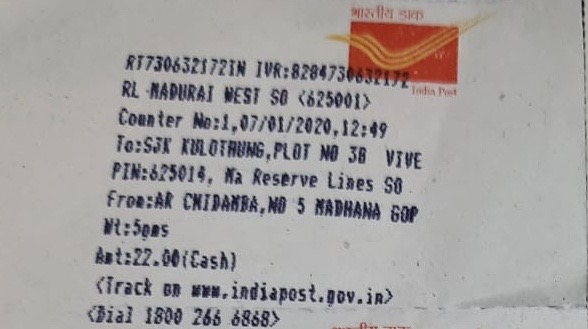 भारतीय डाक
India Post
RT730632172IN IVR:8284730632172
RL MADURAI WEST SO <625001>
Counter No:1,07/01/2020,12:49
To:SJK KULOTHUNG,PLOT NO 38 VIVE
PIN:625014, Ma Reserve Lines SO
From:AR CHIDAMBA,NO 5 MADHANA GOP
Wt:5gms
Amt:22.00(Cash)
<Track on www.indiapost.gov.in>
<Dial 1800 266 6868>